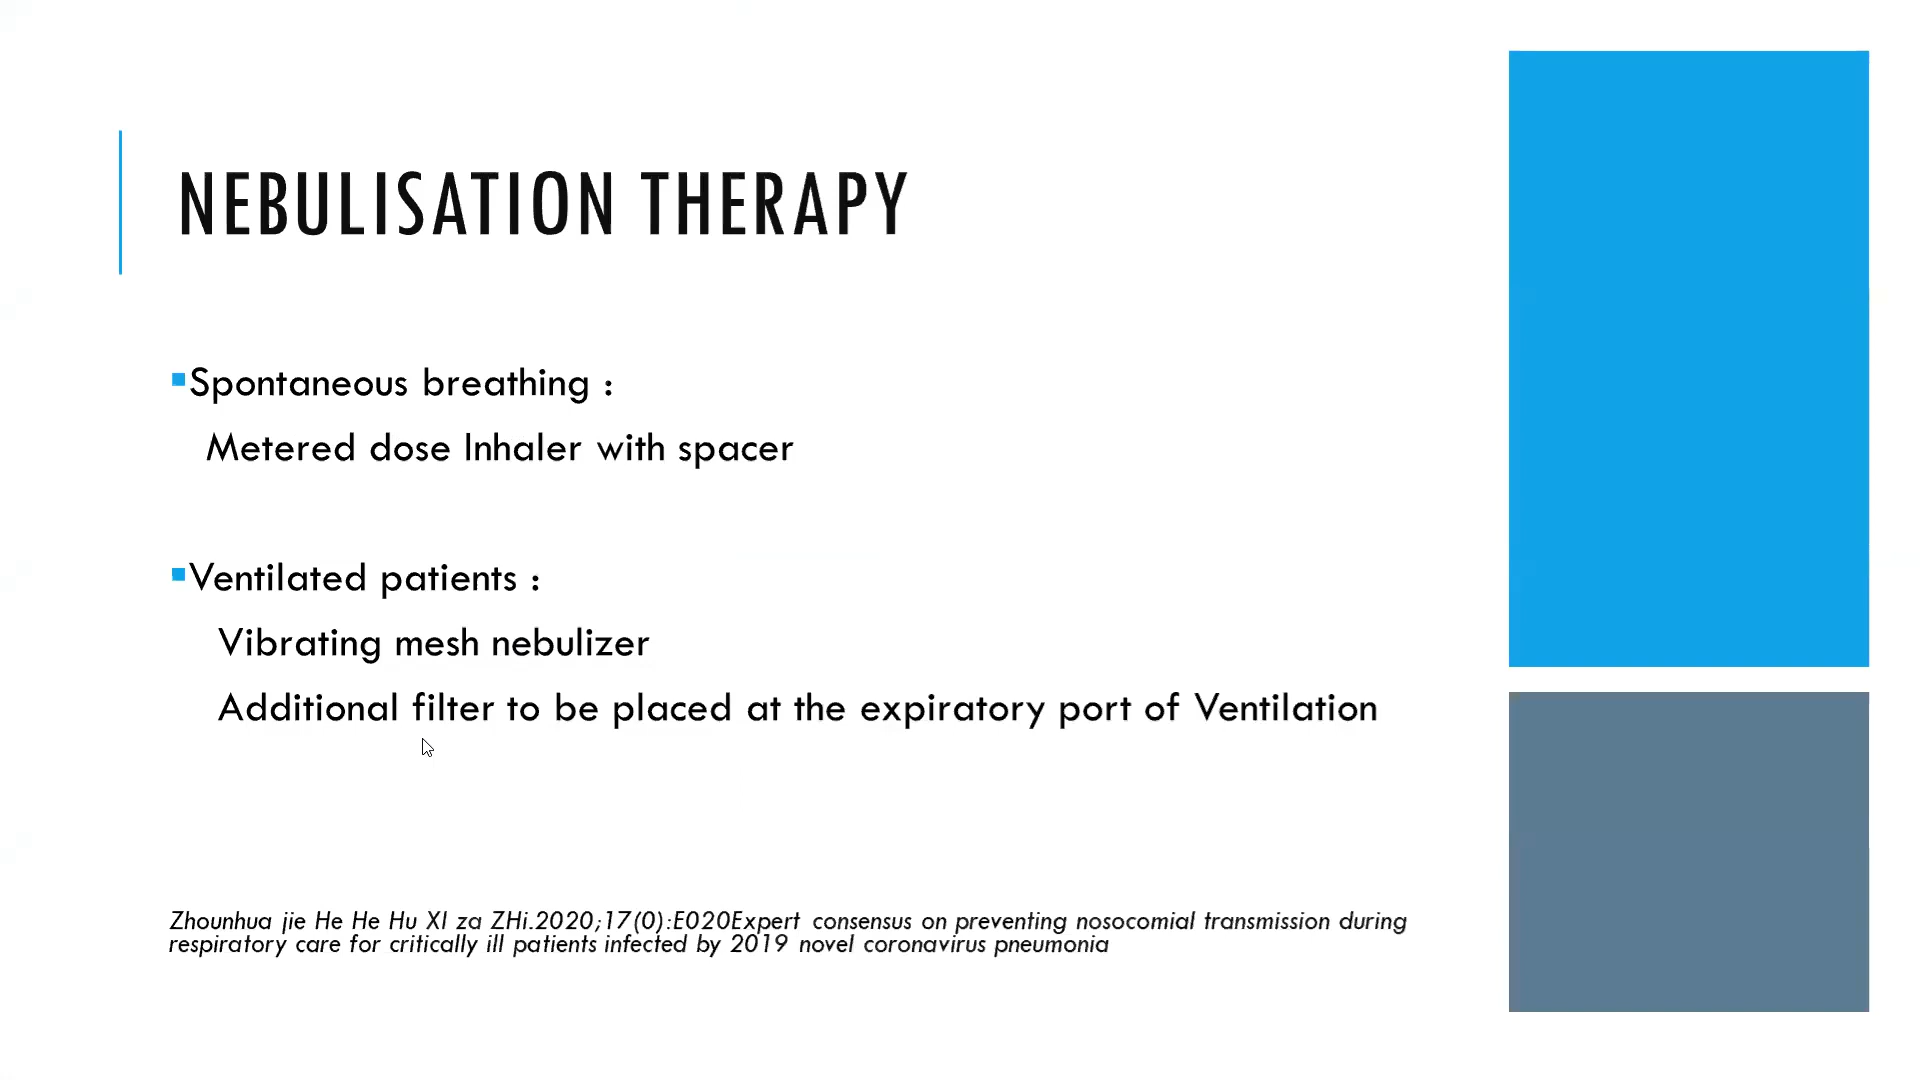 NEBULISATION THERAPY
Spontaneous breathing :
Metered dose Inhaler with spacer
Ventilated patients :
Vibrating mesh nebulizer
Additional filter to be placed at the expiratory port of Ventilation
Zhounhua jie He He Hu XI za ZHi.2020;17(0):E020Expert consensus on preventing nosocomial transmission during
respiratory care for critically ill patients infected by 2019 novel coronavirus pneumonia